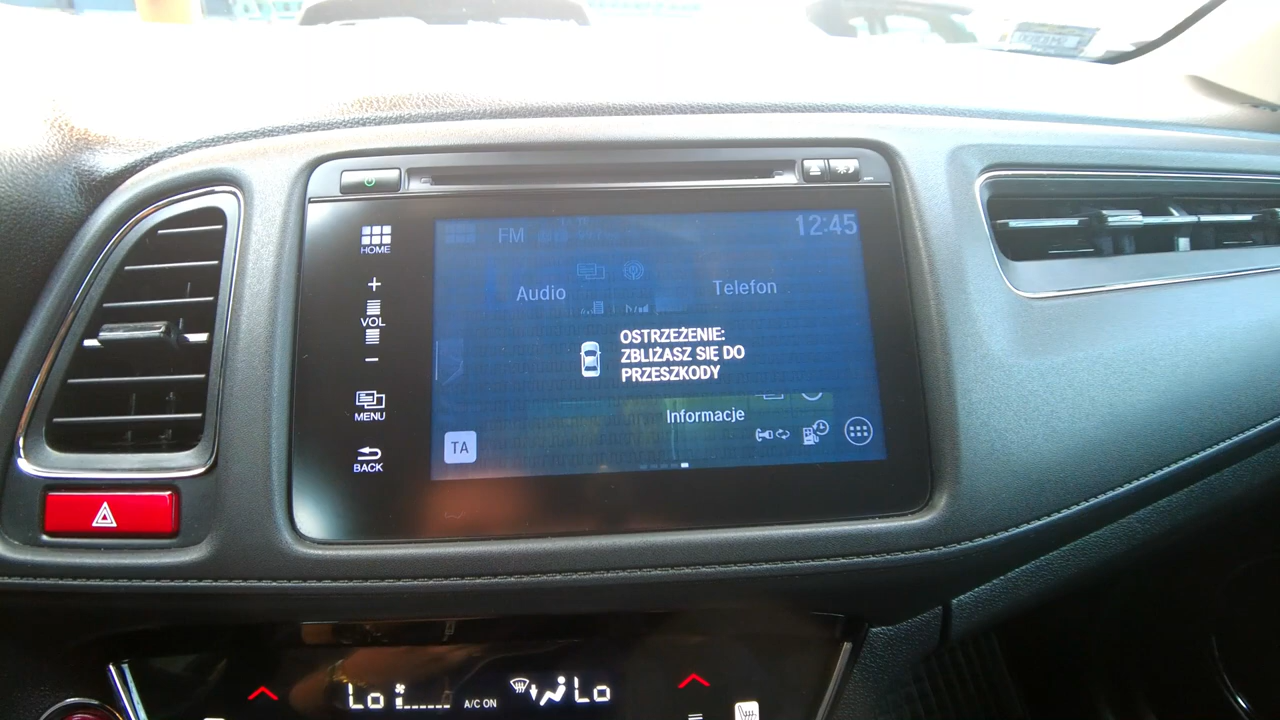 HOME
+
VOL
−
MENU
BACK
FM
12:45
Audio
Telefon
OSTRZEŻENIE:
ZBLIŻASZ SIĘ DO
PRZESZKODY
Informacje
TA
Lo
A/C ON
Lo